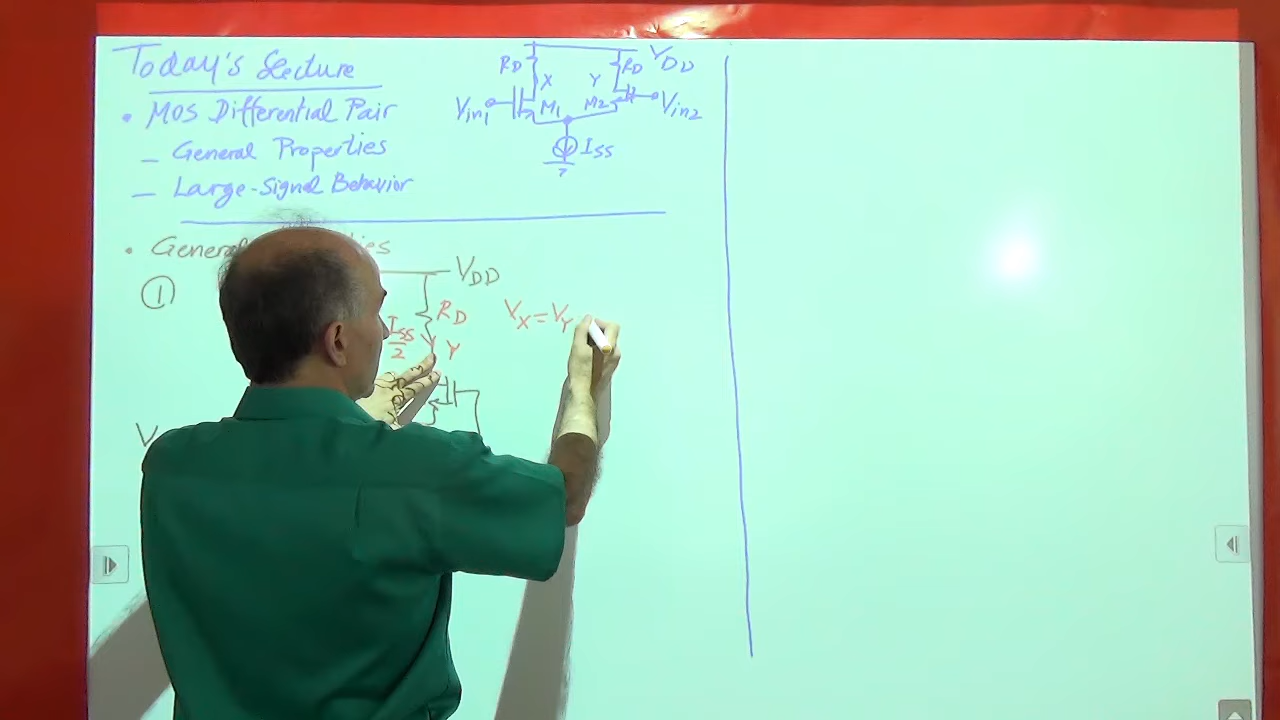 Today's Lecture
• MOS Differential Pair
– General Properties
– Large-Signal Behavior
RD X Y RD VDD
Vin1 M1 M2 Vin2
ISS
• General
①
VDD
RD
ISS/2 Y
VX = VY
V